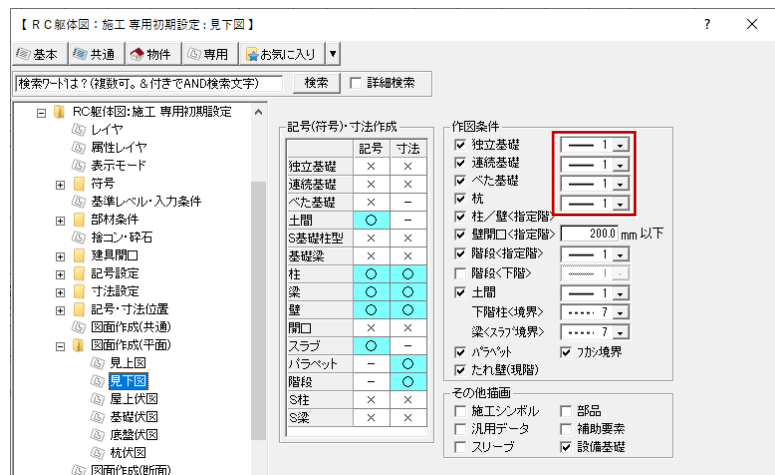 【 ＲＣ躯体図：施工 専用初期設定：見下図 】 ? ×
基本 共通 物件 専用 お気に入り ▼
検索ワードは？(複数可。＆付きでAND検索文字) 検索 詳細検索
RC躯体図：施工 専用初期設定
レイヤ
属性レイヤ
表示モード
符号
基準レベル・入力条件
部材条件
捨コン・砕石
建具開口
記号設定
寸法設定
記号・寸法位置
図面作成(共通)
図面作成(平面)
見上図
見下図
屋上伏図
基礎伏図
底盤伏図
杭伏図
図面作成(断面)
記号(符号)・寸法作成
記号 寸法
独立基礎 × ×
連続基礎 × ×
べた基礎 × －
土間 ○ －
S基礎柱型 × ×
基礎梁 × ×
柱 ○ ○
梁 ○ ○
壁 ○ ○
開口 × ×
スラブ ○ －
パラペット － ○
階段 － ○
S柱 × ×
S梁 × ×
作図条件
独立基礎 1
連続基礎 1
べた基礎 1
杭 1
柱／壁<指定階>
壁開口<指定階> 200.0 mm 以下
階段<指定階> 1
階段<下階> 1
土間 1
下階柱<境界> 7
梁<スラブ境界> 7
パラペット フカシ境界
たれ壁(現階)
その他描画
施工シンボル 部品
汎用データ 補助要素
スリーブ 設備基礎